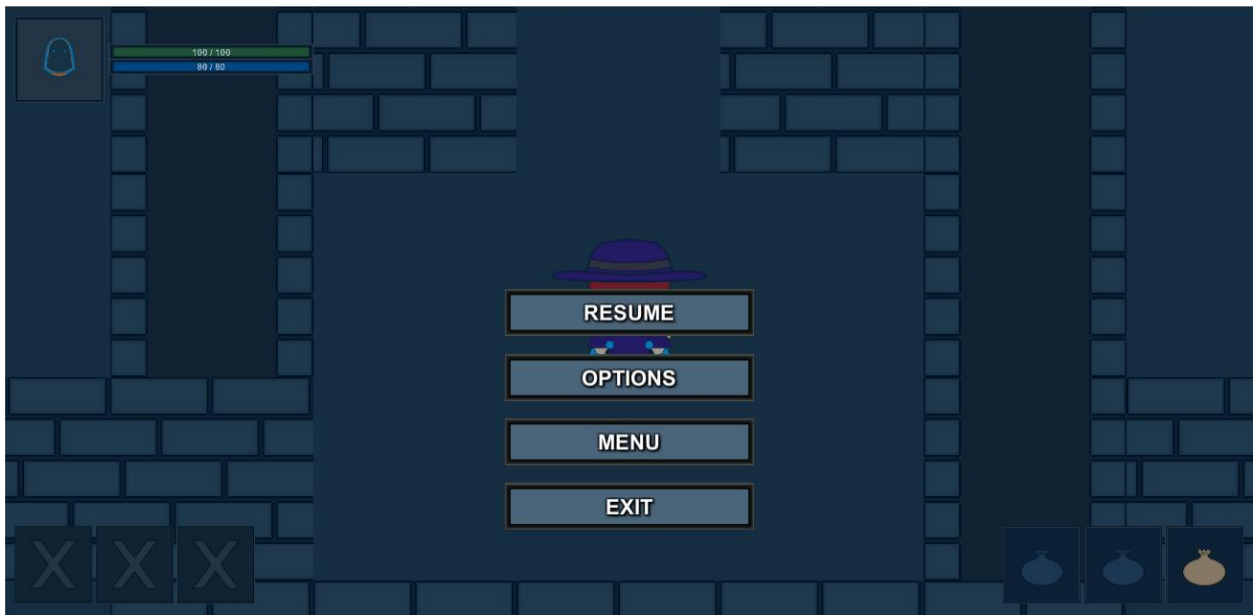 100 / 100
80 / 80
RESUME
OPTIONS
MENU
EXIT
X X X